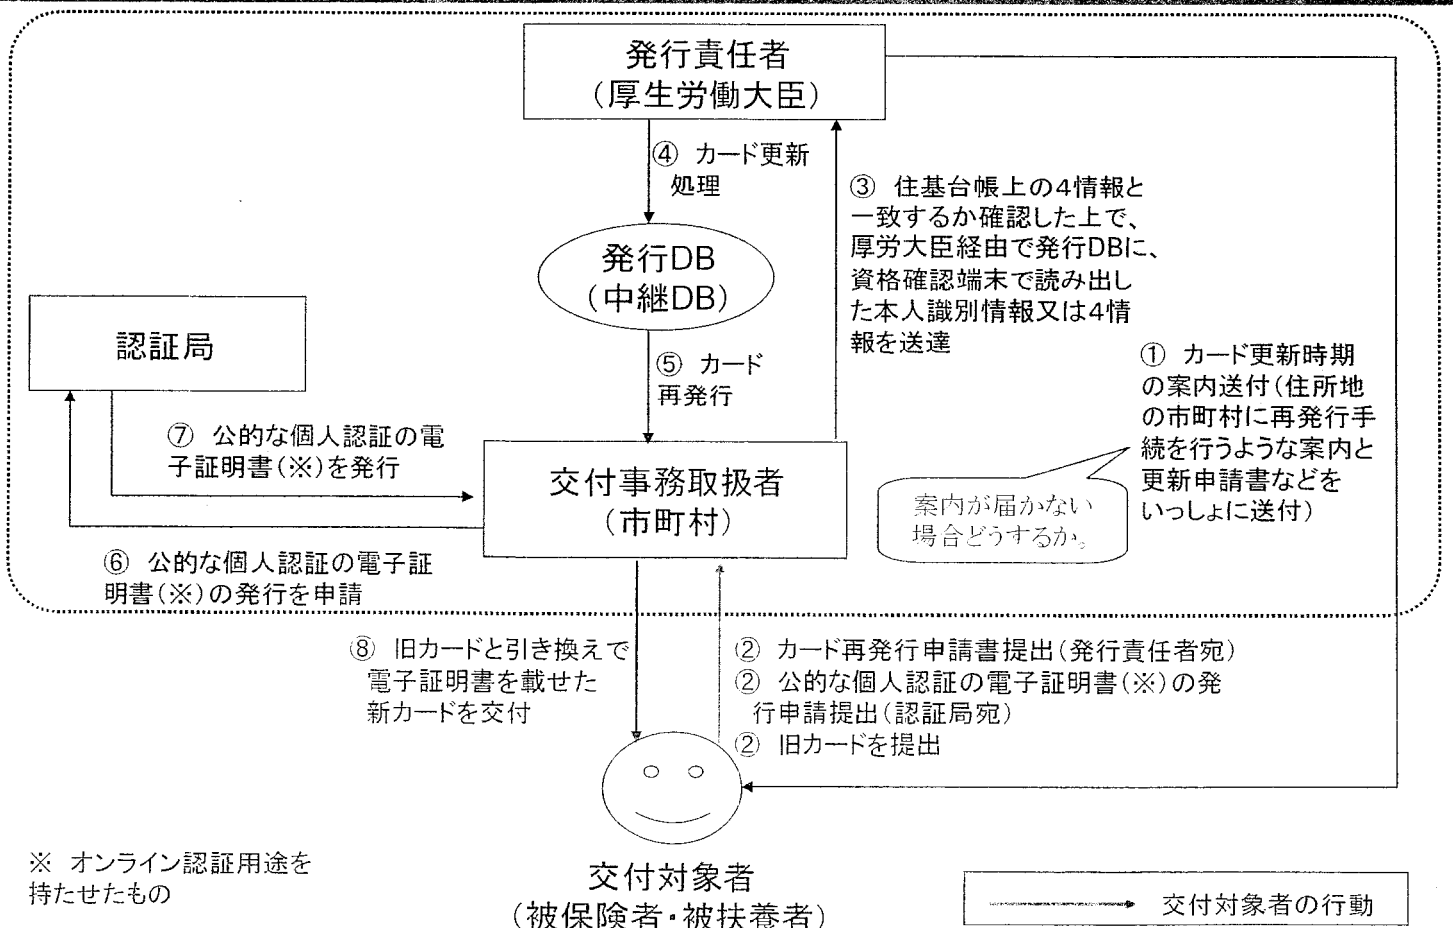 発行責任者
（厚生労働大臣）
④ カード更新
処理
③ 住基台帳上の4情報と
一致するか確認した上で、
厚労大臣経由で発行DBに、
資格確認端末で読み出し
た本人識別情報又は4情
報を送達
発行DB
（中継DB）
認証局
⑤ カード
再発行
① カード更新時期
の案内送付（住所地
の市町村に再発行手
続を行うような案内と
更新申請書などを
いっしょに送付）
⑦ 公的な個人認証の電
子証明書（※）を発行
交付事務取扱者
（市町村）
案内が届かない
場合どうするか。
⑥ 公的な個人認証の電子証
明書（※）の発行を申請
⑧ 旧カードと引き換えで
電子証明書を載せた
新カードを交付
② カード再発行申請書提出（発行責任者宛）
② 公的な個人認証の電子証明書（※）の発
行申請提出（認証局宛）
② 旧カードを提出
※ オンライン認証用途を
持たせたもの
交付対象者
（被保険者・被扶養者）
交付対象者の行動